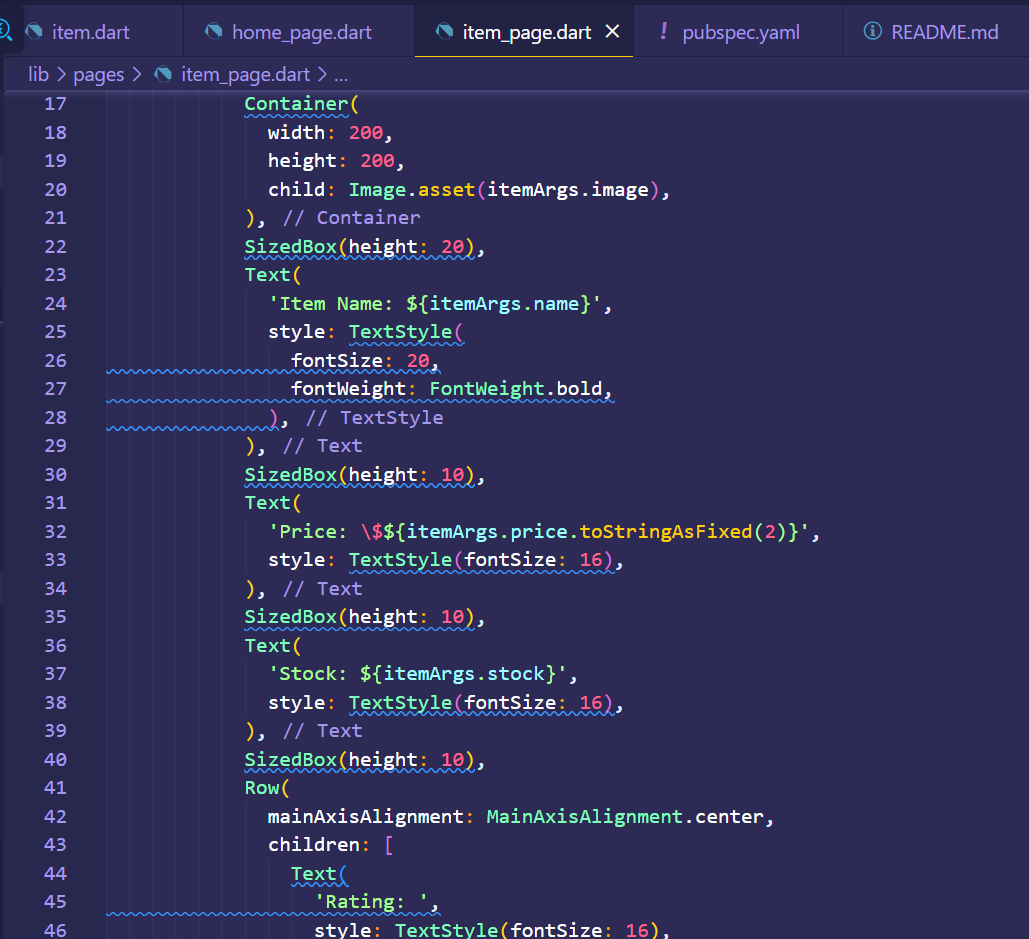 item.dart home_page.dart item_page.dart × ! pubspec.yaml README.md
lib > pages > item_page.dart > ...
17 Container(
18 width: 200,
19 height: 200,
20 child: Image.asset(itemArgs.image),
21 ), // Container
22 SizedBox(height: 20),
23 Text(
24 'Item Name: ${itemArgs.name}',
25 style: TextStyle(
26 fontSize: 20,
27 fontWeight: FontWeight.bold,
28 ), // TextStyle
29 ), // Text
30 SizedBox(height: 10),
31 Text(
32 'Price: \$${itemArgs.price.toStringAsFixed(2)}',
33 style: TextStyle(fontSize: 16),
34 ), // Text
35 SizedBox(height: 10),
36 Text(
37 'Stock: ${itemArgs.stock}',
38 style: TextStyle(fontSize: 16),
39 ), // Text
40 SizedBox(height: 10),
41 Row(
42 mainAxisAlignment: MainAxisAlignment.center,
43 children: [
44 Text(
45 'Rating: ',
46 style: TextStyle(fontSize: 16),